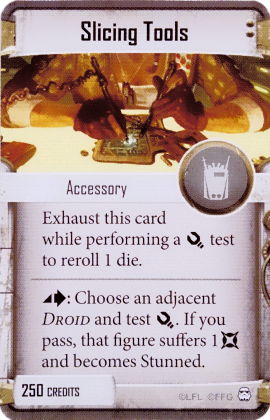 Slicing Tools
Accessory
Exhaust this card
while performing a test
to reroll 1 die.
: Choose an adjacent
DROID and test . If you
pass, that figure suffers 1
and becomes Stunned.
250 CREDITS
©LFL ©FFG